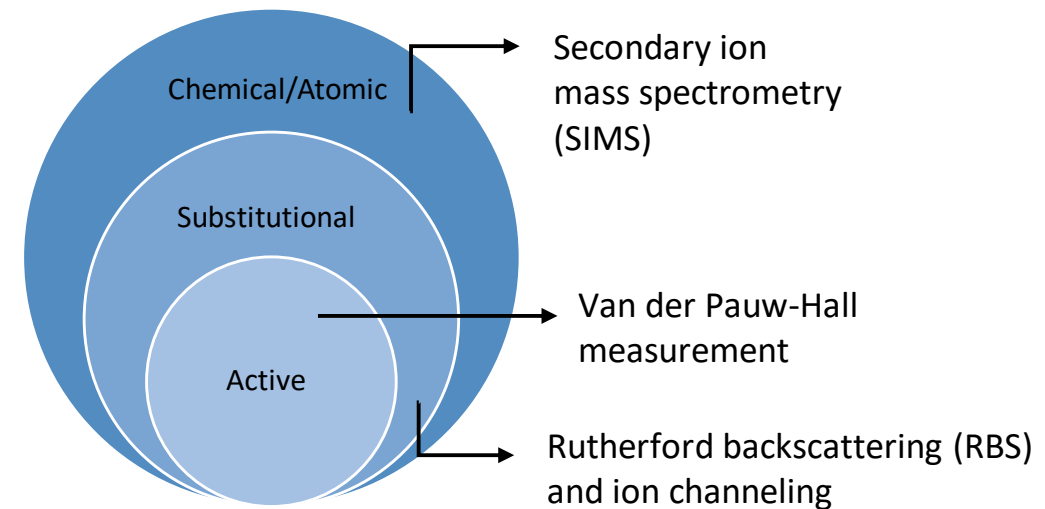 Chemical/Atomic
Secondary ion
mass spectrometry
(SIMS)
Substitutional
Van der Pauw-Hall
measurement
Active
Rutherford backscattering (RBS)
and ion channeling